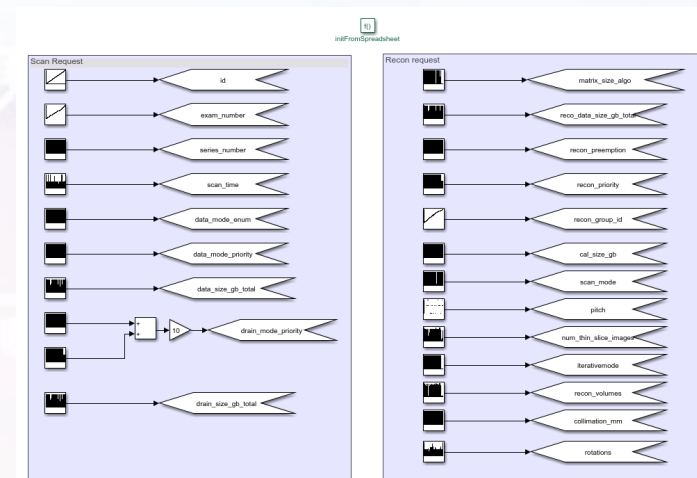 f()
initFromSpreadsheet
Scan Request
id
exam_number
series_number
scan_time
data_mode_enum
data_mode_priority
data_size_gb_total
+
+
10
drain_mode_priority
drain_size_gb_total
Recon request
matrix_size_algo
reco_data_size_gb_total
recon_preemption
recon_priority
recon_group_id
cal_size_gb
scan_mode
pitch
num_thin_slice_images
iterativemode
recon_volumes
collimation_mm
rotations